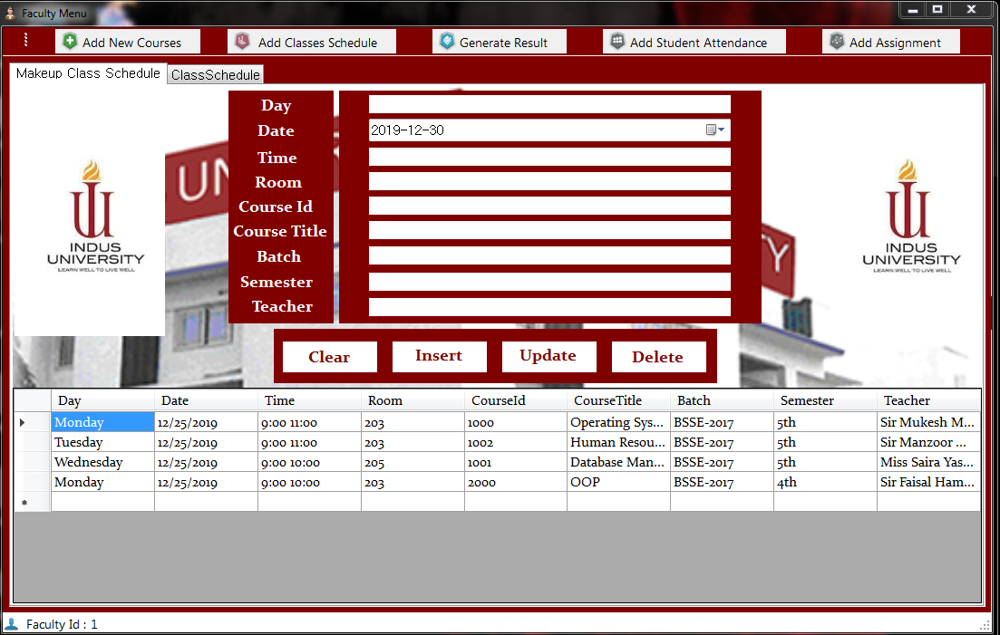 Faculty Menu
Add New Courses Add Classes Schedule Generate Result Add Student Attendance Add Assignment
Makeup Class Schedule ClassSchedule
Day
Date 2019-12-30
Time
Room
Course Id
Course Title
Batch
Semester
Teacher
UN
TY
INDUS
UNIVERSITY
LEARN WELL TO LIVE WELL
INDUS
UNIVERSITY
LEARN WELL TO LIVE WELL
Clear Insert Update Delete
Day Date Time Room CourseId CourseTitle Batch Semester Teacher
Monday 12/25/2019 9:00 11:00 203 1000 Operating Sys... BSSE-2017 5th Sir Mukesh M...
Tuesday 12/25/2019 9:00 11:00 203 1002 Human Resou... BSSE-2017 5th Sir Manzoor ...
Wednesday 12/25/2019 9:00 10:00 205 1001 Database Man... BSSE-2017 5th Miss Saira Yas...
Monday 12/25/2019 9:00 10:00 203 2000 OOP BSSE-2017 4th Sir Faisal Ham...
Faculty Id : 1